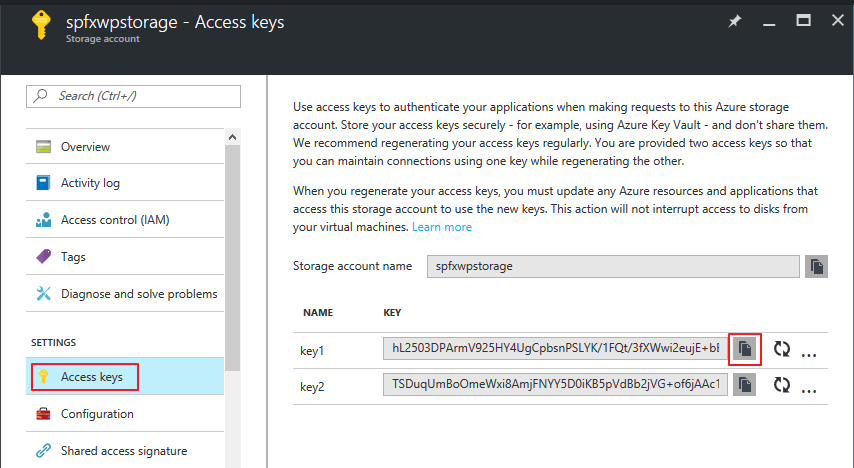 spfxwpstorage - Access keys
Storage account
Search (Ctrl+/)
Overview
Activity log
Access control (IAM)
Tags
Diagnose and solve problems
SETTINGS
Access keys
Configuration
Shared access signature
Use access keys to authenticate your applications when making requests to this Azure storage
account. Store your access keys securely - for example, using Azure Key Vault - and don't share them.
We recommend regenerating your access keys regularly. You are provided two access keys so that
you can maintain connections using one key while regenerating the other.
When you regenerate your access keys, you must update any Azure resources and applications that
access this storage account to use the new keys. This action will not interrupt access to disks from
your virtual machines. Learn more
Storage account name spfxwpstorage
NAME KEY
key1 hL2503DPArmV925HY4UgCpbsnPSLYK/1FQt/3fXWwi2eujE+bE ...
key2 TSDuqUmBoOmeWxi8AmjFNYY5D0iKB5pVdBb2jVG+of6jAAc1 ...